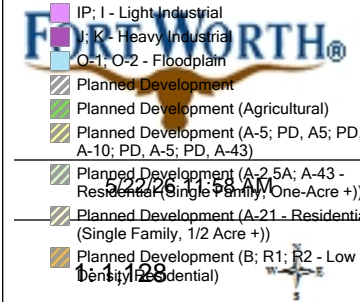 IP; I - Light Industrial
FORT WORTH®
J; K - Heavy Industrial
O-1; O-2 - Floodplain
Planned Development
Planned Development (Agricultural)
Planned Development (A-5; PD, A5; PD,
A-10; PD, A-5; PD, A-43)
Planned Development (A-2.5A; A-43 -
Residential (Single Family, One-Acre +))
5/22/26, 11:58 AM
Planned Development (A-21 - Residential
(Single Family, 1/2 Acre +))
Planned Development (B; R1; R2 - Low
Density Residential)
1: 1,128
N
W E
S